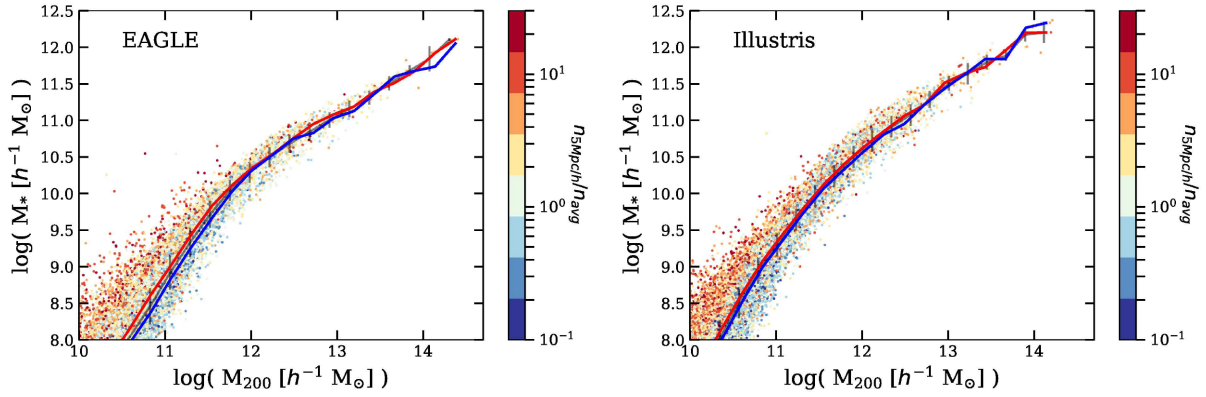 EAGLE
log( M* [h⁻¹ M⊙] )
12.5
12.0
11.5
11.0
10.5
10.0
9.5
9.0
8.5
8.0
10 11 12 13 14
log( M₂₀₀ [h⁻¹ M⊙] )
10¹
10⁰
10⁻¹
n₅Mpc/h/navg
Illustris
log( M* [h⁻¹ M⊙] )
12.5
12.0
11.5
11.0
10.5
10.0
9.5
9.0
8.5
8.0
10 11 12 13 14
log( M₂₀₀ [h⁻¹ M⊙] )
10¹
10⁰
10⁻¹
n₅Mpc/h/navg